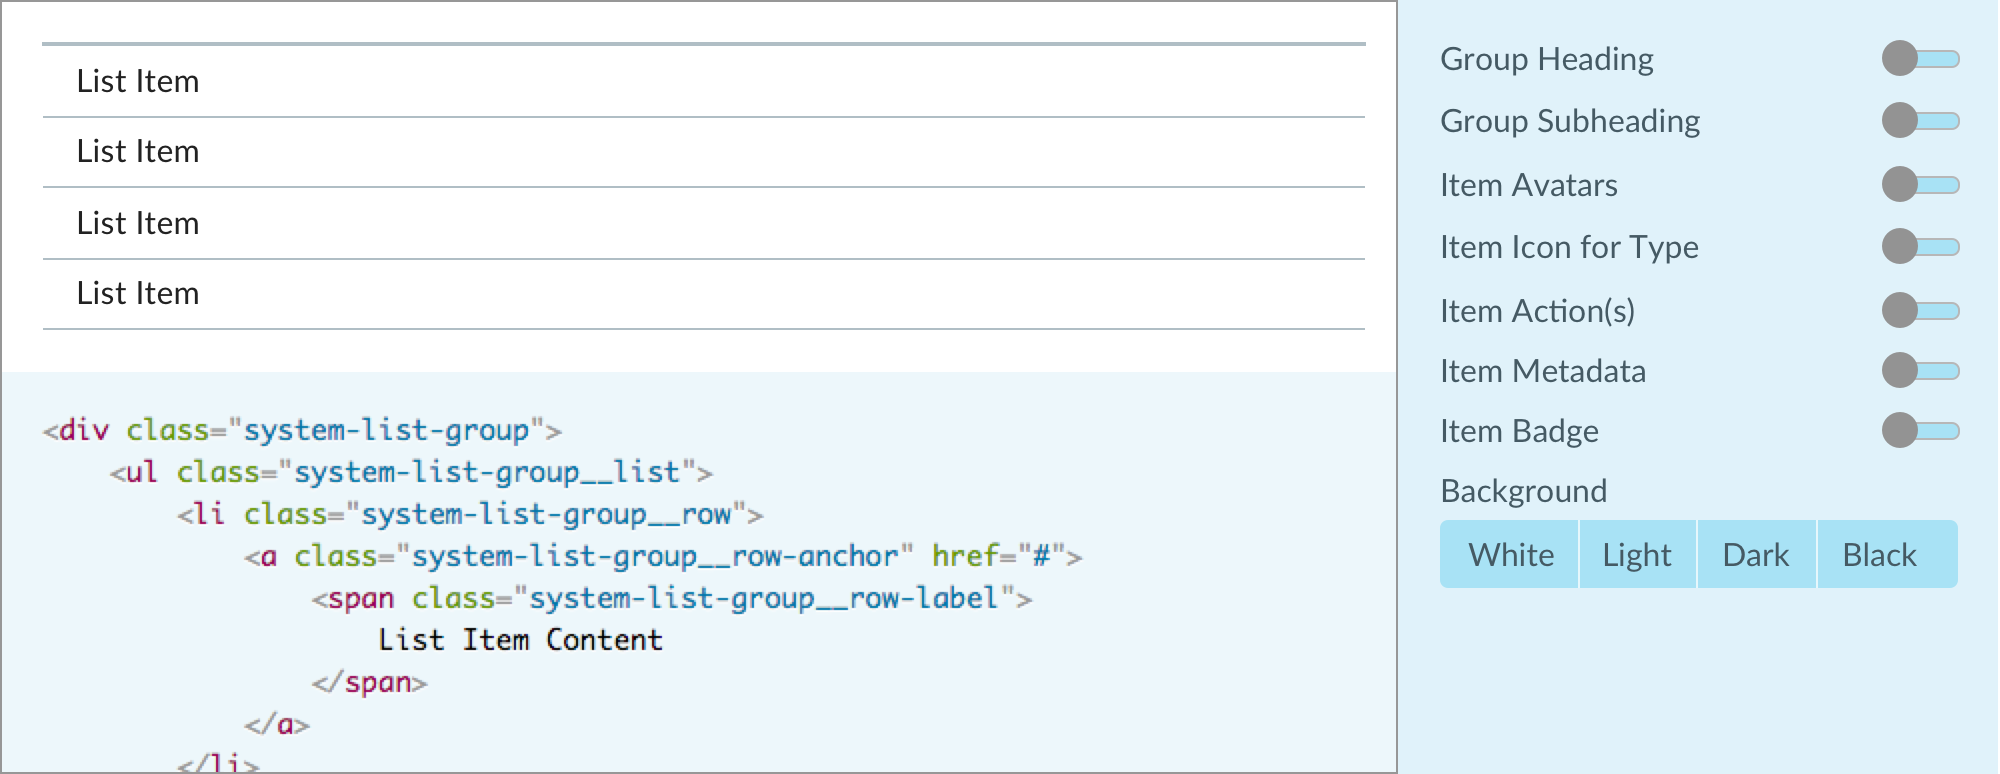 List Item
List Item
List Item
List Item
<div class="system-list-group">
<ul class="system-list-group__list">
<li class="system-list-group__row">
<a class="system-list-group__row-anchor" href="#">
<span class="system-list-group__row-label">
List Item Content
</span>
</a>
</li>
Group Heading
Group Subheading
Item Avatars
Item Icon for Type
Item Action(s)
Item Metadata
Item Badge
Background
White Light Dark Black